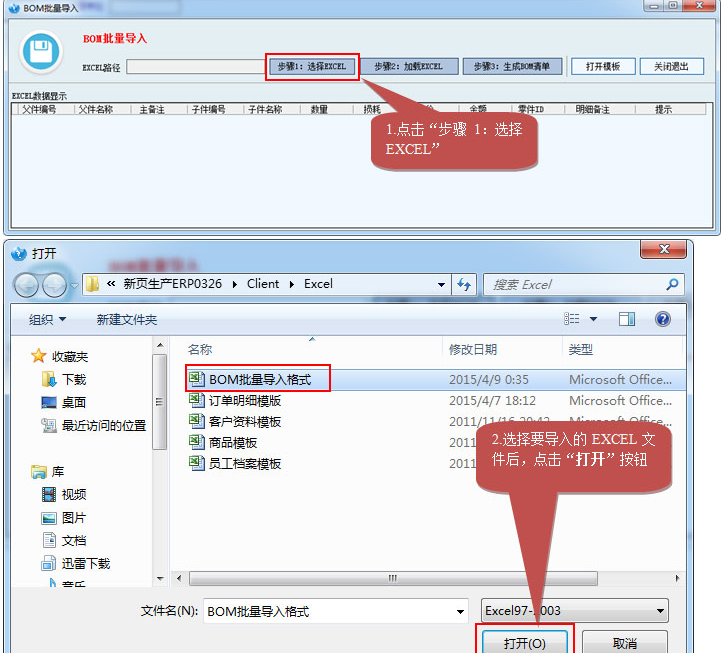 BOM批量导入
BOM批量导入
EXCEL路径
步骤1: 选择EXCEL
步骤2: 加载EXCEL
步骤3: 生成BOM清单
打开模板
关闭退出
EXCEL数据显示
父件编号 父件名称 主备注 子件编号 子件名称 数量 损耗 金额 零件ID 明细备注 提示
1.点击“步骤 1：选择
EXCEL”
打开
« 新页生产ERP0326 ▸ Client ▸ Excel
搜索 Excel
组织 新建文件夹
名称 修改日期 类型
收藏夹
下载
桌面
最近访问的位置
库
视频
图片
文档
迅雷下载
音乐
BOM批量导入格式 2015/4/9 0:35 Microsoft Office...
订单明细模版 2015/4/7 18:12 Microsoft Office...
客户资料模板 2011/11/16 20:42 Microsoft Office...
商品模板 2011
员工档案模板 2011
2.选择要导入的 EXCEL 文
件后，点击“打开”按钮
文件名(N): BOM批量导入格式
Excel97-2003
打开(O) 取消